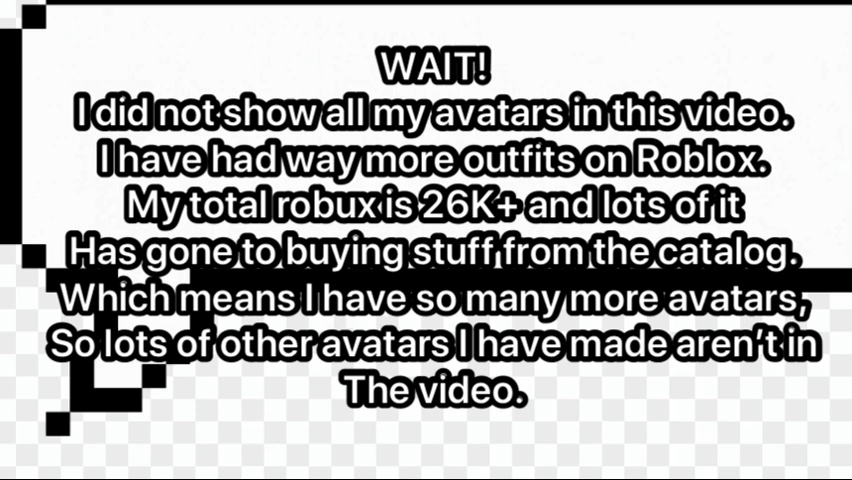 WAIT!
I did not show all my avatars in this video.
I have had way more outfits on Roblox.
My total robux is 26K+ and lots of it
Has gone to buying stuff from the catalog.
Which means I have so many more avatars,
So lots of other avatars I have made aren't in
The video.